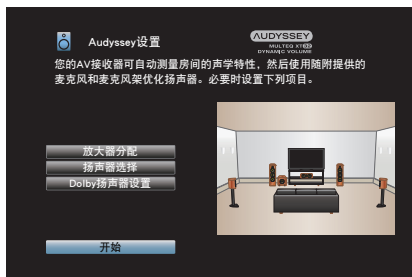 Audyssey设置
AUDYSSEY
MULTEQ XT32
DYNAMIC VOLUME
您的AV接收器可自动测量房间的声学特性，然后使用随附提供的
麦克风和麦克风架优化扬声器。必要时设置下列项目。
放大器分配
扬声器选择
Dolby扬声器设置
开始